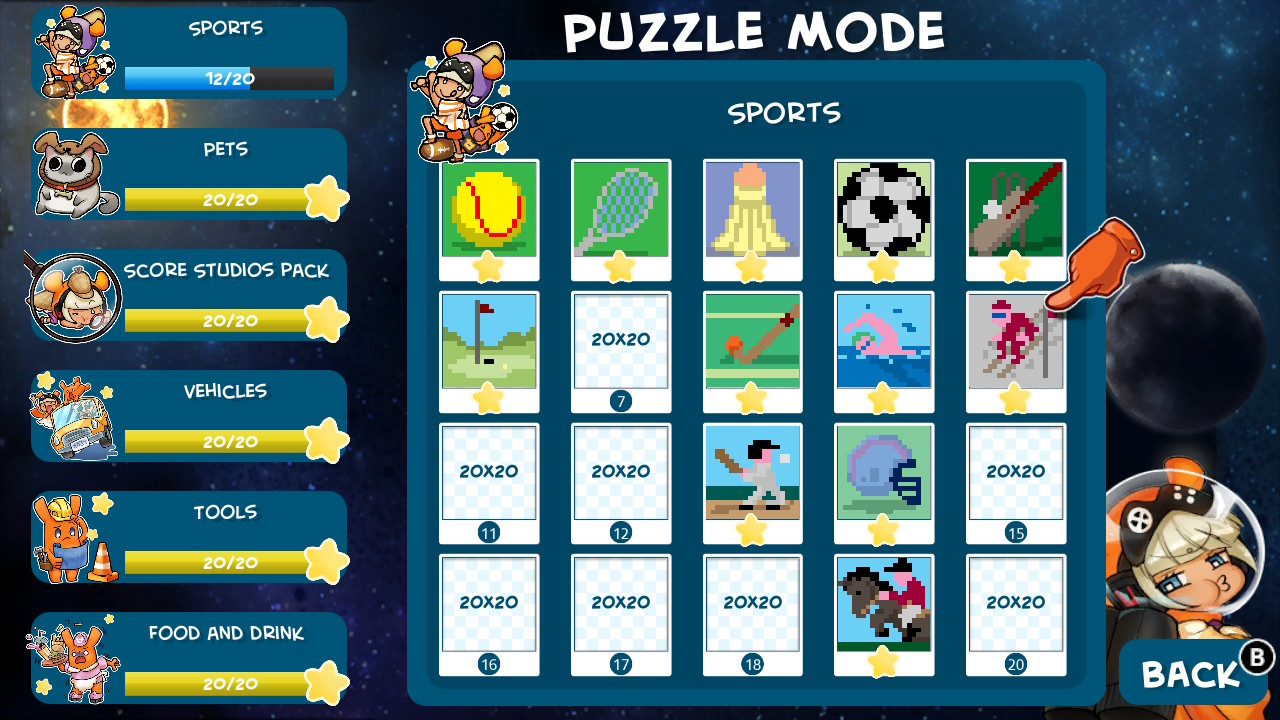 PUZZLE MODE
SPORTS
12/20
PETS
20/20
SCORE STUDIOS PACK
20/20
VEHICLES
20/20
TOOLS
20/20
FOOD AND DRINK
20/20
SPORTS
20X20
7
20X20
11
20X20
12
20X20
15
20X20
16
20X20
17
20X20
18
20X20
20
BACK
B